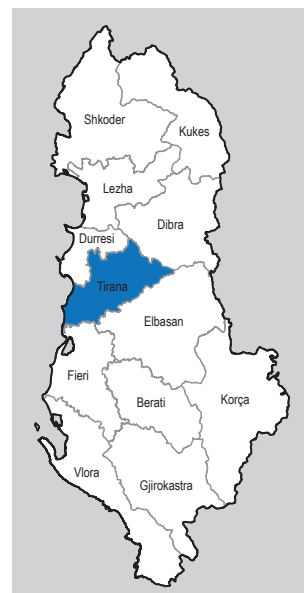 Shkoder
Kukes
Lezha
Dibra
Durresi
Tirana
Elbasan
Fieri
Berati
Korça
Vlora
Gjirokastra